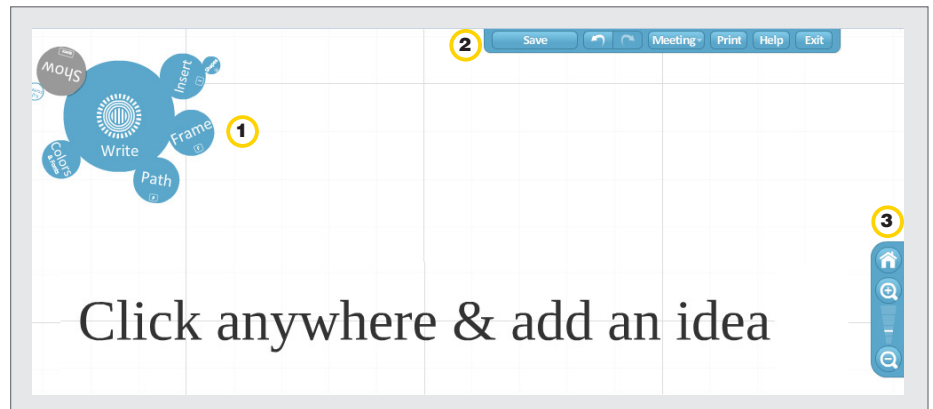 2
Save
Meeting
Print
Help
Exit
Show
Insert
Frame
1
Write
Colors
& Fonts
Path
3
Click anywhere & add an idea